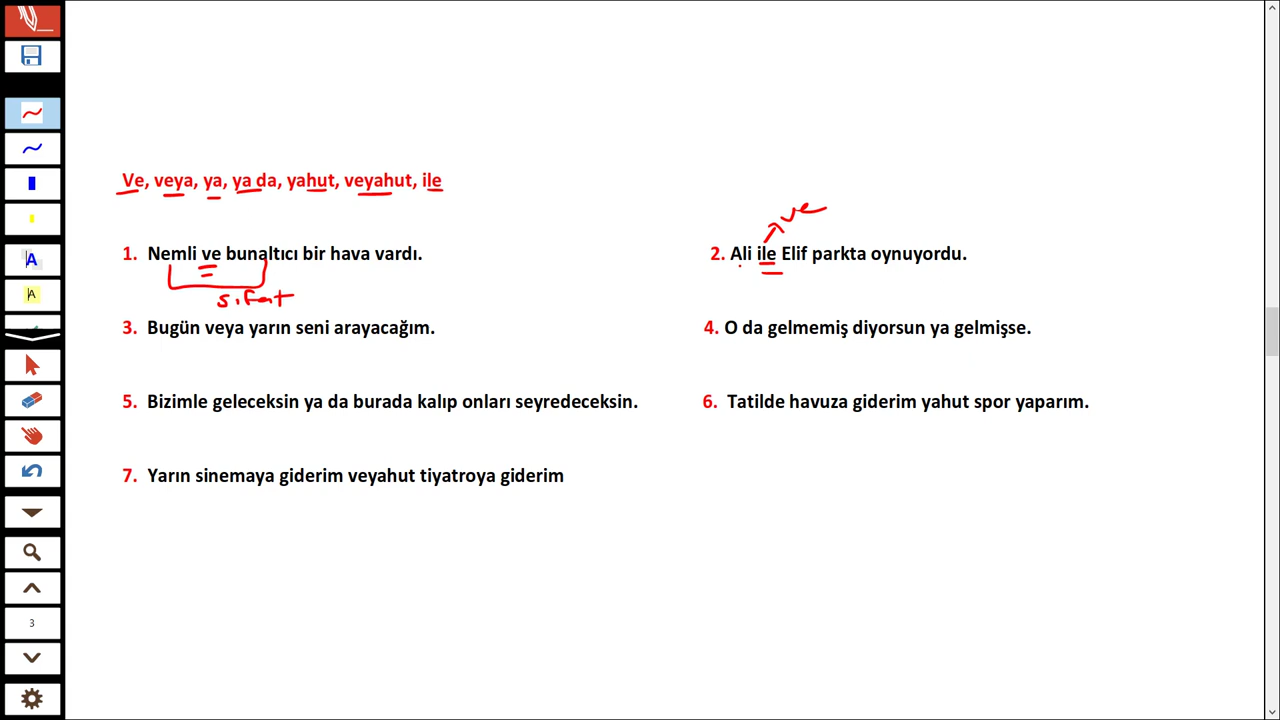 Ve, veya, ya, ya da, yahut, veyahut, ile
ve
1. Nemli ve bunaltıcı bir hava vardı.
2. Ali ile Elif parkta oynuyordu.
sıfat
3. Bugün veya yarın seni arayacağım.
4. O da gelmemiş diyorsun ya gelmişse.
5. Bizimle geleceksin ya da burada kalıp onları seyredeceksin.
6. Tatilde havuza giderim yahut spor yaparım.
7. Yarın sinemaya giderim veyahut tiyatroya giderim
A
A
3